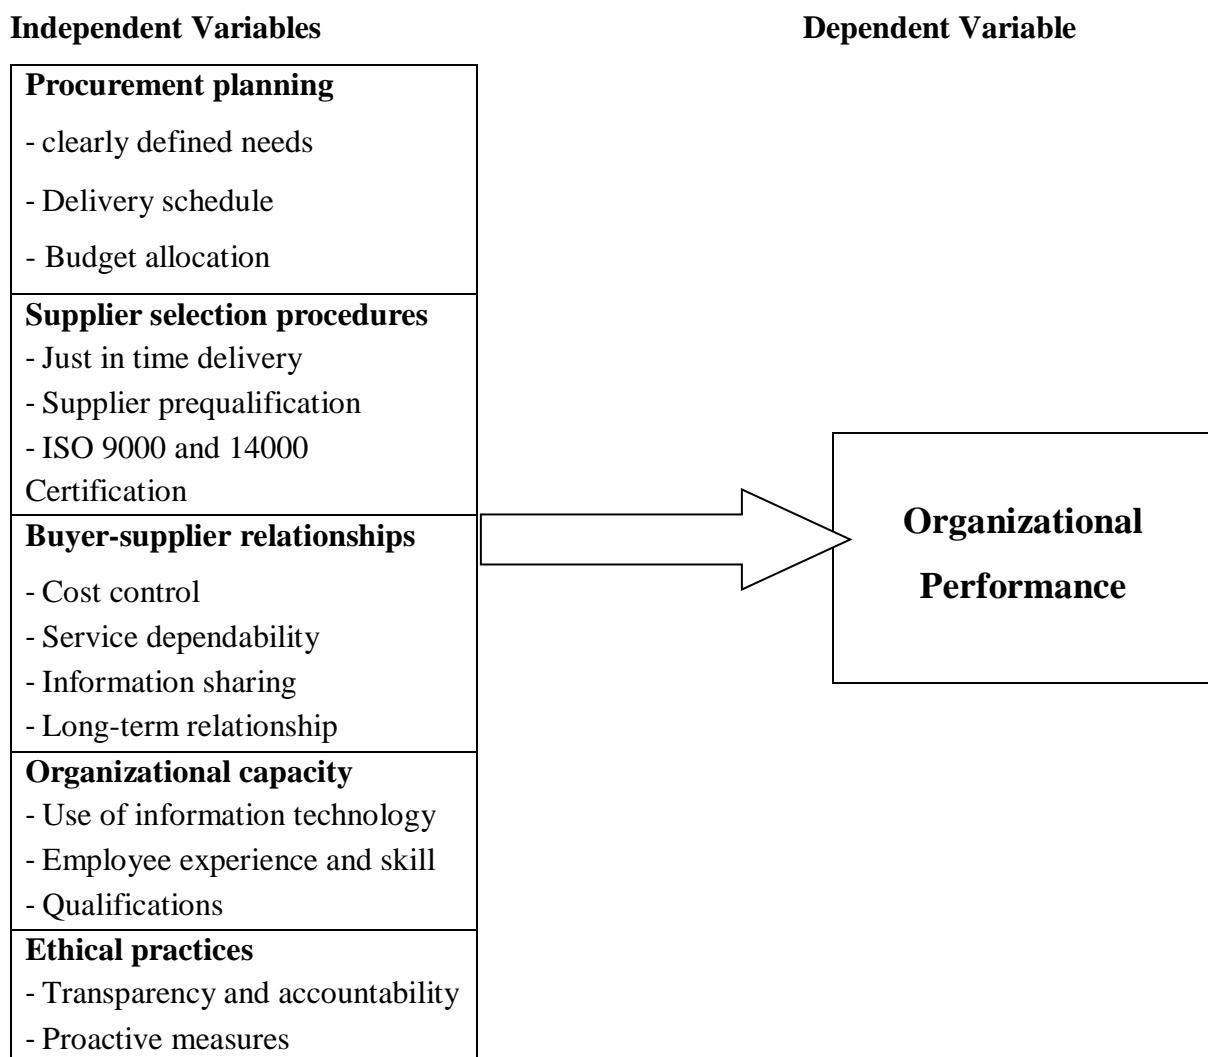 Independent Variables
Dependent Variable
Procurement planning
- clearly defined needs
- Delivery schedule
- Budget allocation
Supplier selection procedures
- Just in time delivery
- Supplier prequalification
- ISO 9000 and 14000
Certification
Buyer-supplier relationships
- Cost control
- Service dependability
- Information sharing
- Long-term relationship
Organizational capacity
- Use of information technology
- Employee experience and skill
- Qualifications
Ethical practices
- Transparency and accountability
- Proactive measures
Organizational
Performance